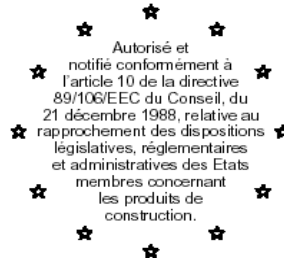 Autorisé et
notifié conformément à
l'article 10 de la directive
89/106/EEC du Conseil, du
21 décembre 1988, relative au
rapprochement des dispositions
législatives, réglementaires
et administratives des Etats
membres concernant
les produits de
construction.